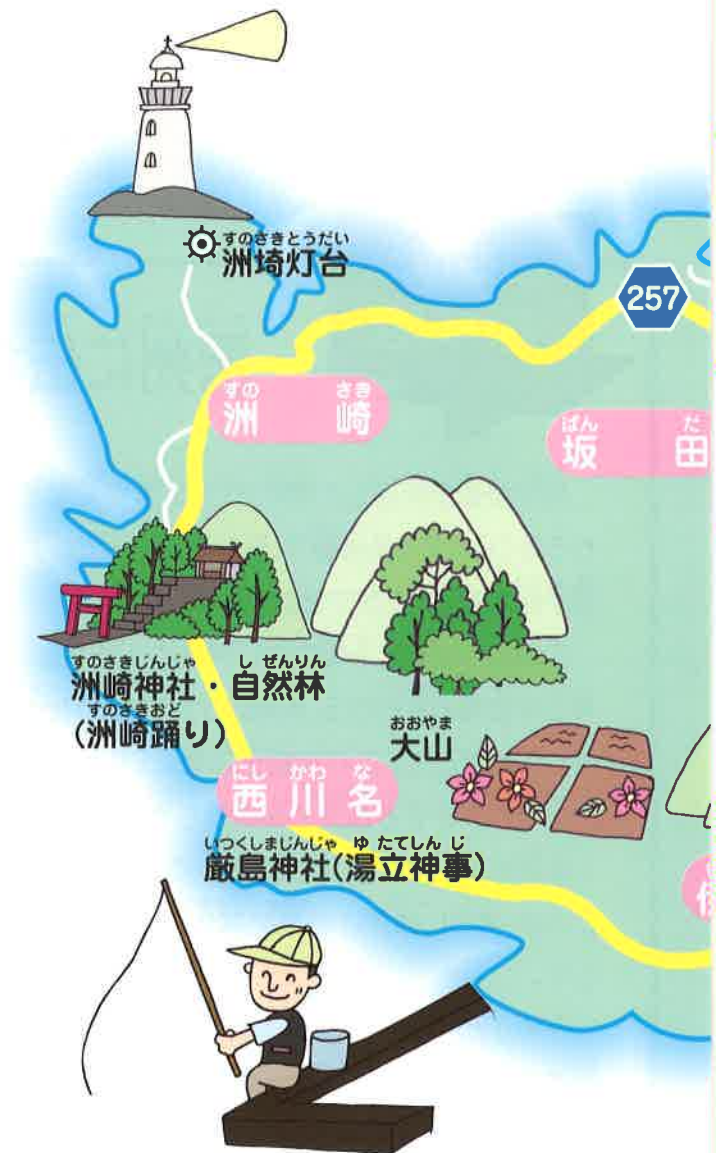 すのさきとうだい
洲埼灯台
257
すの さき
洲崎
ばん だ
坂田
すのさきじんじゃ しぜんりん
洲崎神社・自然林
すのさきおど
(洲崎踊り)
おおやま
大山
にし かわ な
西川名
いつくしまじんじゃ ゆたてしんじ
厳島神社(湯立神事)